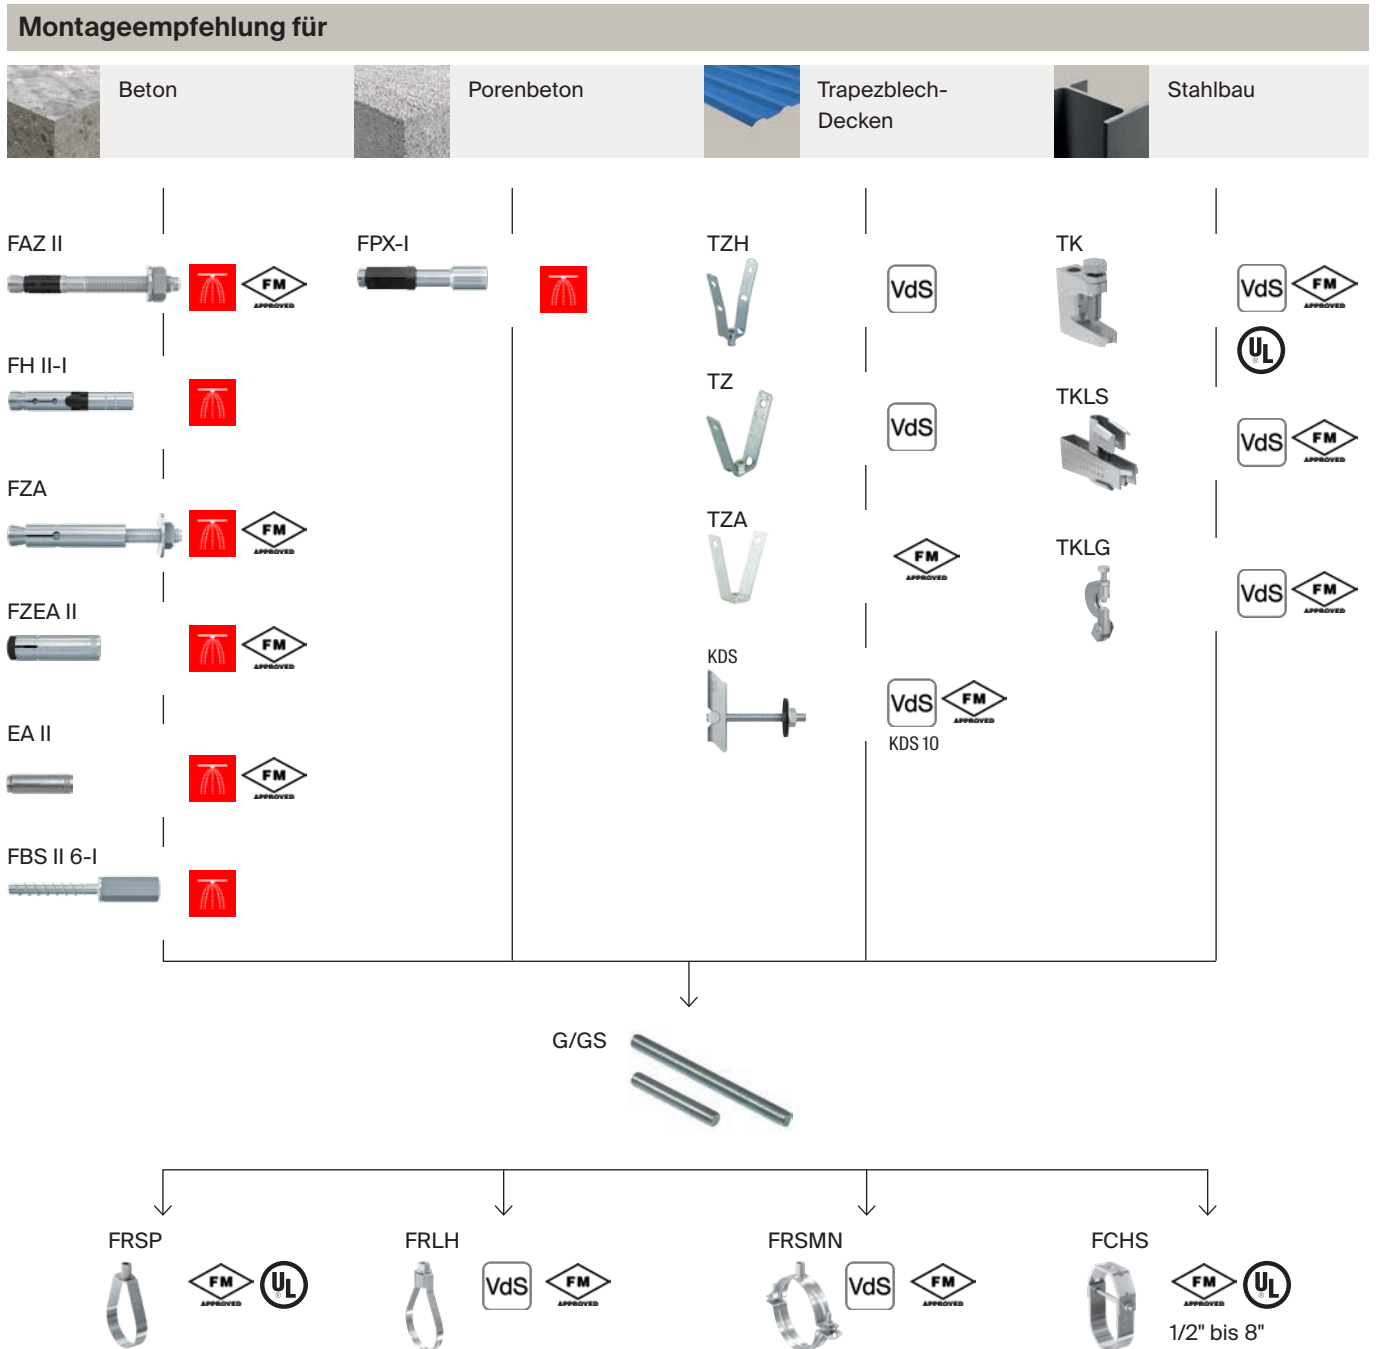 Montageempfehlung für
Beton
Porenbeton
Trapezblech-
Decken
Stahlbau
FAZ II
FM
APPROVED
FH II-I
FZA
FM
APPROVED
FZEA II
FM
APPROVED
EA II
FM
APPROVED
FBS II 6-I
FPX-I
TZH
VdS
TZ
VdS
TZA
FM
APPROVED
KDS
VdS
FM
APPROVED
KDS 10
TK
VdS
FM
APPROVED
UL
®
TKLS
VdS
FM
APPROVED
TKLG
VdS
FM
APPROVED
G/GS
FRSP
FM
APPROVED
UL
®
FRLH
VdS
FM
APPROVED
FRSMN
VdS
FM
APPROVED
FCHS
FM
APPROVED
UL
®
1/2" bis 8"